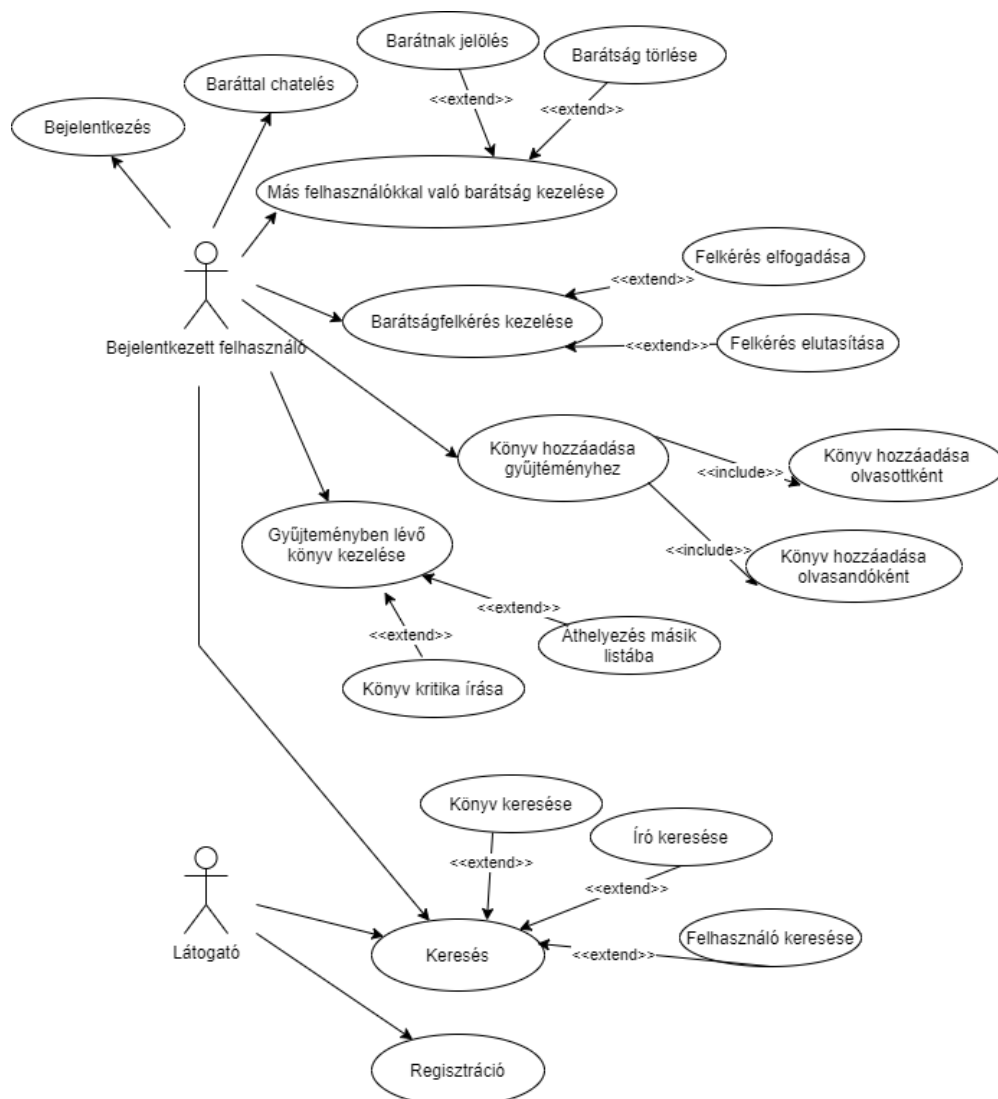 Barátnak jelölés
Barátság törlése
Baráttal chatelés
<<extend>>
<<extend>>
Bejelentkezés
Más felhasználókkal való barátság kezelése
Felkérés elfogadása
<<extend>>
Barátságfelkérés kezelése
Bejelentkezett felhasználó
<<extend>>
Felkérés elutasítása
Könyv hozzáadása
gyűjtéményhez
Könyv hozzáadása
olvasottként
<<include>>
Gyűjteményben lévő
könyv kezelése
<<include>>
Könyv hozzáadása
olvasandóként
<<extend>>
<<extend>>
Áthelyezés másik
listába
Könyv kritika írása
Könyv keresése
Író keresése
<<extend>>
<<extend>>
Látogató
Keresés
<<extend>>
Felhasználó keresése
Regisztráció